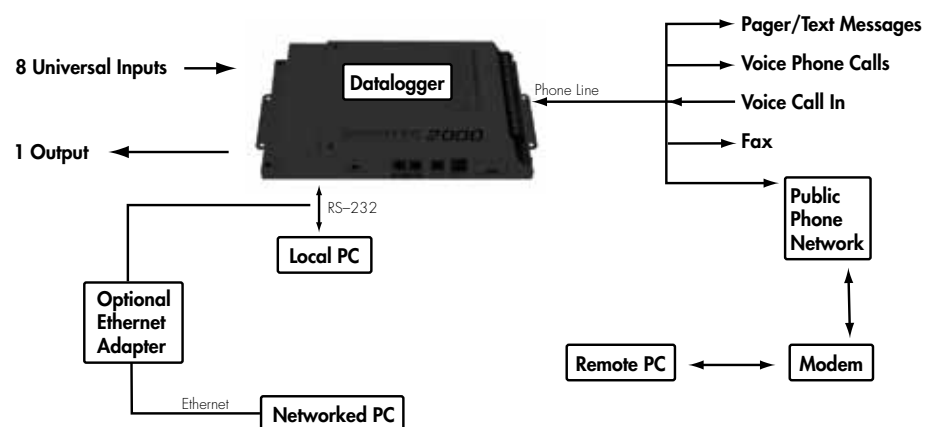 Pager/Text Messages
8 Universal Inputs
Datalogger
Voice Phone Calls
Phone Line
Voice Call In
2000
1 Output
Fax
Public
Phone
Network
RS–232
Local PC
Optional
Ethernet
Adapter
Remote PC
Modem
Ethernet
Networked PC